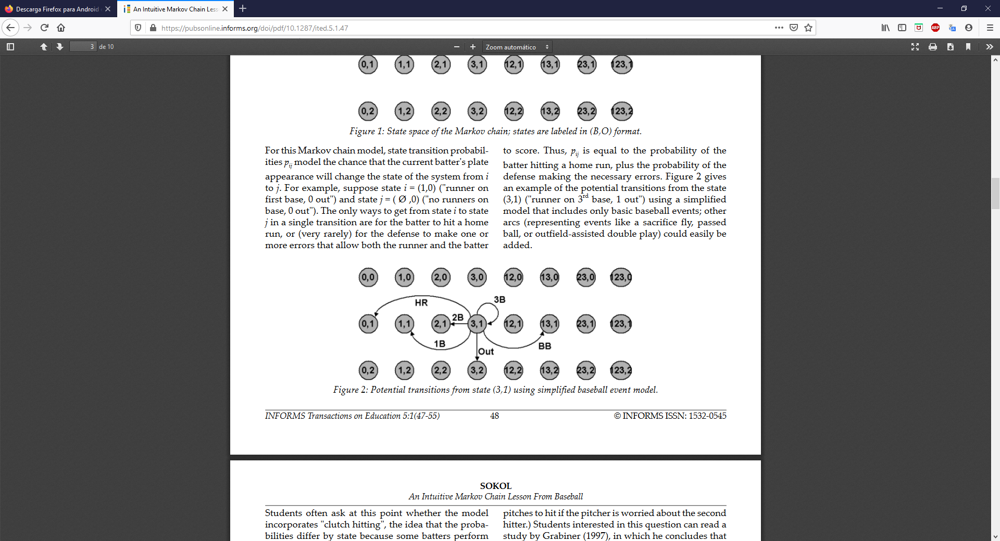 Descarga Firefox para Android
An Intuitive Markov Chain Less
https://pubsonline.informs.org/doi/pdf/10.1287/ited.5.1.47
ABP
3 de 10
Zoom automático
0,1 1,1 2,1 3,1 12,1 13,1 23,1 123,1
0,2 1,2 2,2 3,2 12,2 13,2 23,2 123,2
Figure 1: State space of the Markov chain; states are labeled in (B,O) format.
For this Markov chain model, state transition probabil-
ities pij model the chance that the current batter's plate
appearance will change the state of the system from i
to j. For example, suppose state i = (1,0) ("runner on
first base, 0 out") and state j = ( Ø ,0) ("no runners on
base, 0 out"). The only ways to get from state i to state
j in a single transition are for the batter to hit a home
run, or (very rarely) for the defense to make one or
more errors that allow both the runner and the batter
to score. Thus, pij is equal to the probability of the
batter hitting a home run, plus the probability of the
defense making the necessary errors. Figure 2 gives
an example of the potential transitions from the state
(3,1) ("runner on 3rd base, 1 out") using a simplified
model that includes only basic baseball events; other
arcs (representing events like a sacrifice fly, passed
ball, or outfield-assisted double play) could easily be
added.
0,0 1,0 2,0 3,0 12,0 13,0 23,0 123,0
HR 3B
2B
0,1 1,1 2,1 3,1 12,1 13,1 23,1 123,1
1B Out BB
0,2 1,2 2,2 3,2 12,2 13,2 23,2 123,2
Figure 2: Potential transitions from state (3,1) using simplified baseball event model.
INFORMS Transactions on Education 5:1(47-55) 48 © INFORMS ISSN: 1532-0545
SOKOL
An Intuitive Markov Chain Lesson From Baseball
Students often ask at this point whether the model
incorporates "clutch hitting", the idea that the proba-
bilities differ by state because some batters perform
pitches to hit if the pitcher is worried about the second
hitter.) Students interested in this question can read a
study by Grabiner (1997), in which he concludes that